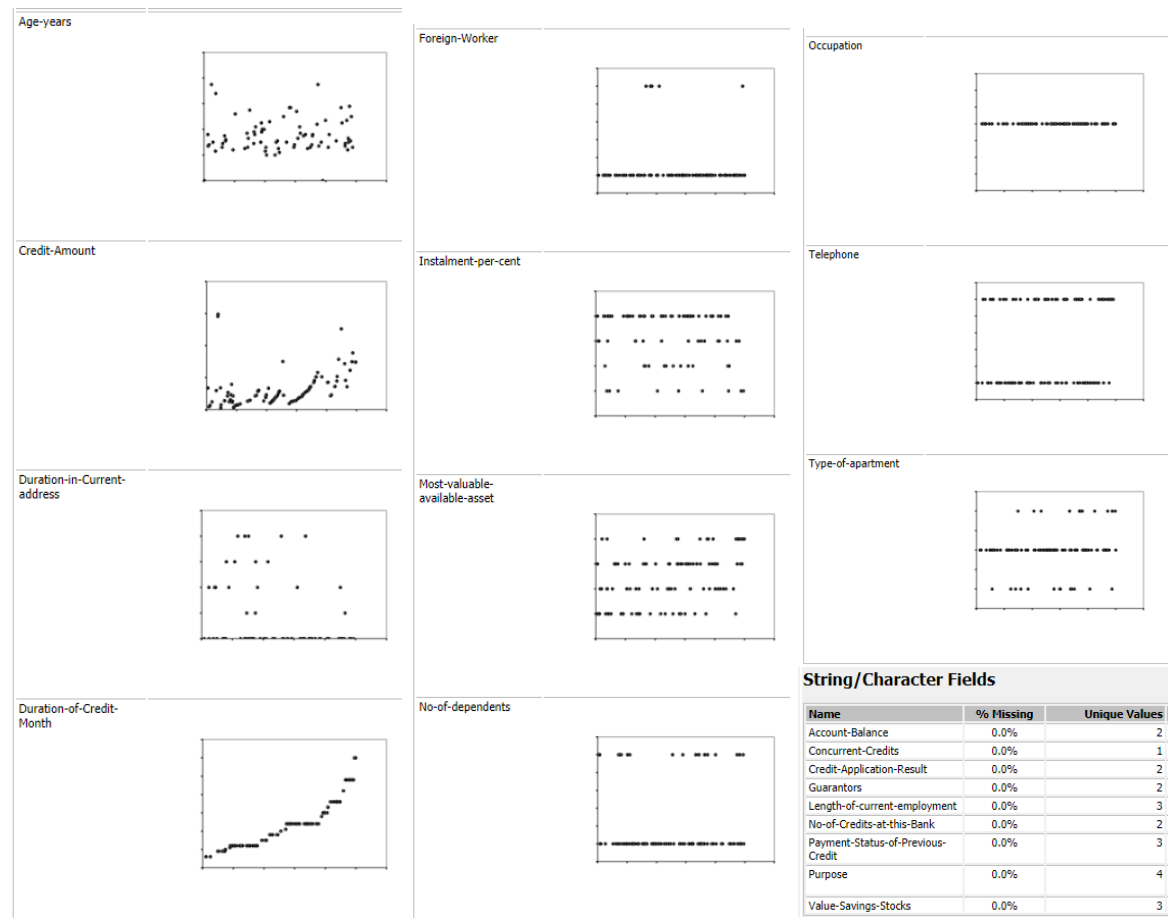 Age-years
Credit-Amount
Duration-in-Current-
address
Duration-of-Credit-
Month
Foreign-Worker
Instalment-per-cent
Most-valuable-
available-asset
No-of-dependents
Occupation
Telephone
Type-of-apartment
String/Character Fields
Name % Missing Unique Values
Account-Balance 0.0% 2
Concurrent-Credits 0.0% 1
Credit-Application-Result 0.0% 2
Guarantors 0.0% 2
Length-of-current-employment 0.0% 3
No-of-Credits-at-this-Bank 0.0% 2
Payment-Status-of-Previous- 0.0% 3
Credit
Purpose 0.0% 4
Value-Savings-Stocks 0.0% 3